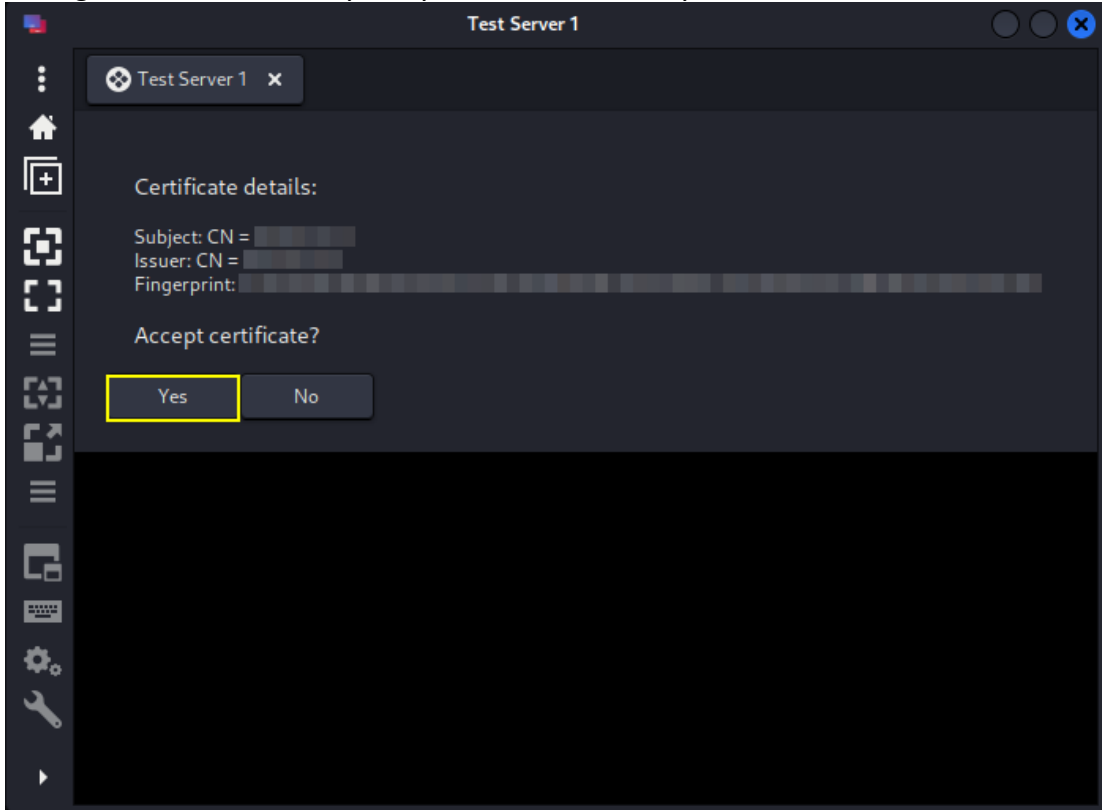 Test Server 1
Test Server 1
Certificate details:
Subject: CN =
Issuer: CN =
Fingerprint:
Accept certificate?
Yes No